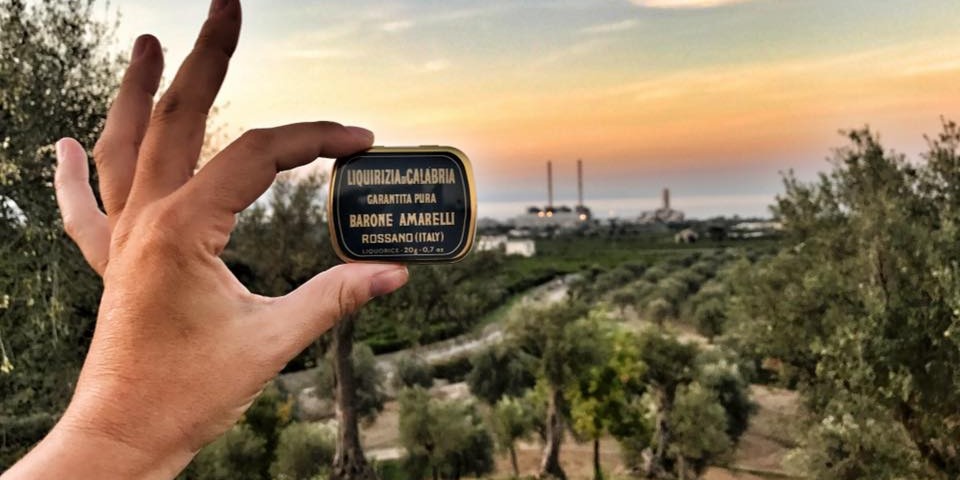 LIQUIRIZIA DI CALABRIA
GARANTITA PURA
BARONE AMARELLI
ROSSANO (ITALY)
LIQUORICE - 20g - 0,7 oz